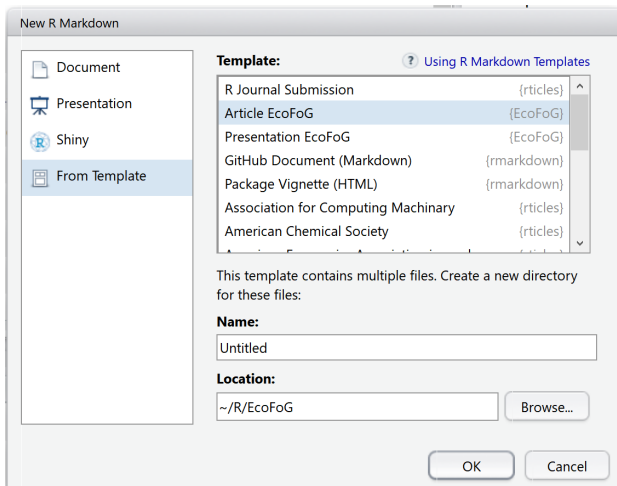 New R Markdown
Document
Presentation
Shiny
From Template
Template:
? Using R Markdown Templates
R Journal Submission {rticles}
Article EcoFoG {EcoFoG}
Presentation EcoFoG {EcoFoG}
GitHub Document (Markdown) {rmarkdown}
Package Vignette (HTML) {rmarkdown}
Association for Computing Machinary {rticles}
American Chemical Society {rticles}
This template contains multiple files. Create a new directory
for these files:
Name:
Untitled
Location:
~/R/EcoFoG
Browse...
OK
Cancel